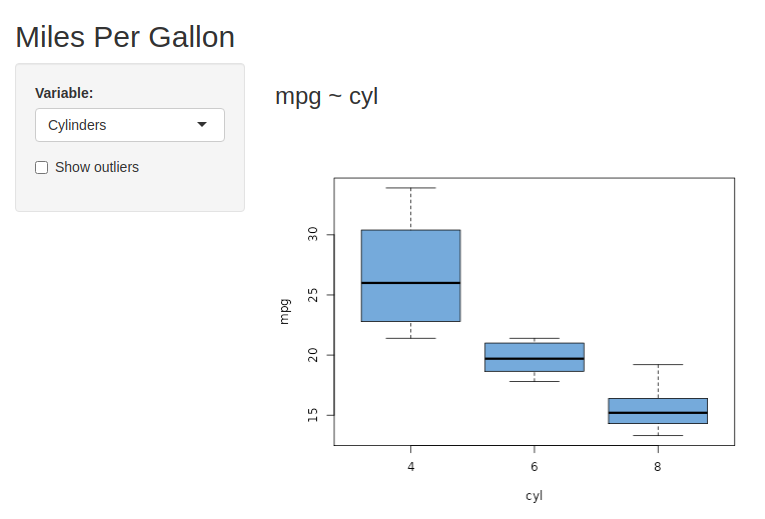 Miles Per Gallon
Variable:
Cylinders
Show outliers
mpg ~ cyl
30
25
20
15
mpg
4 6 8
cyl